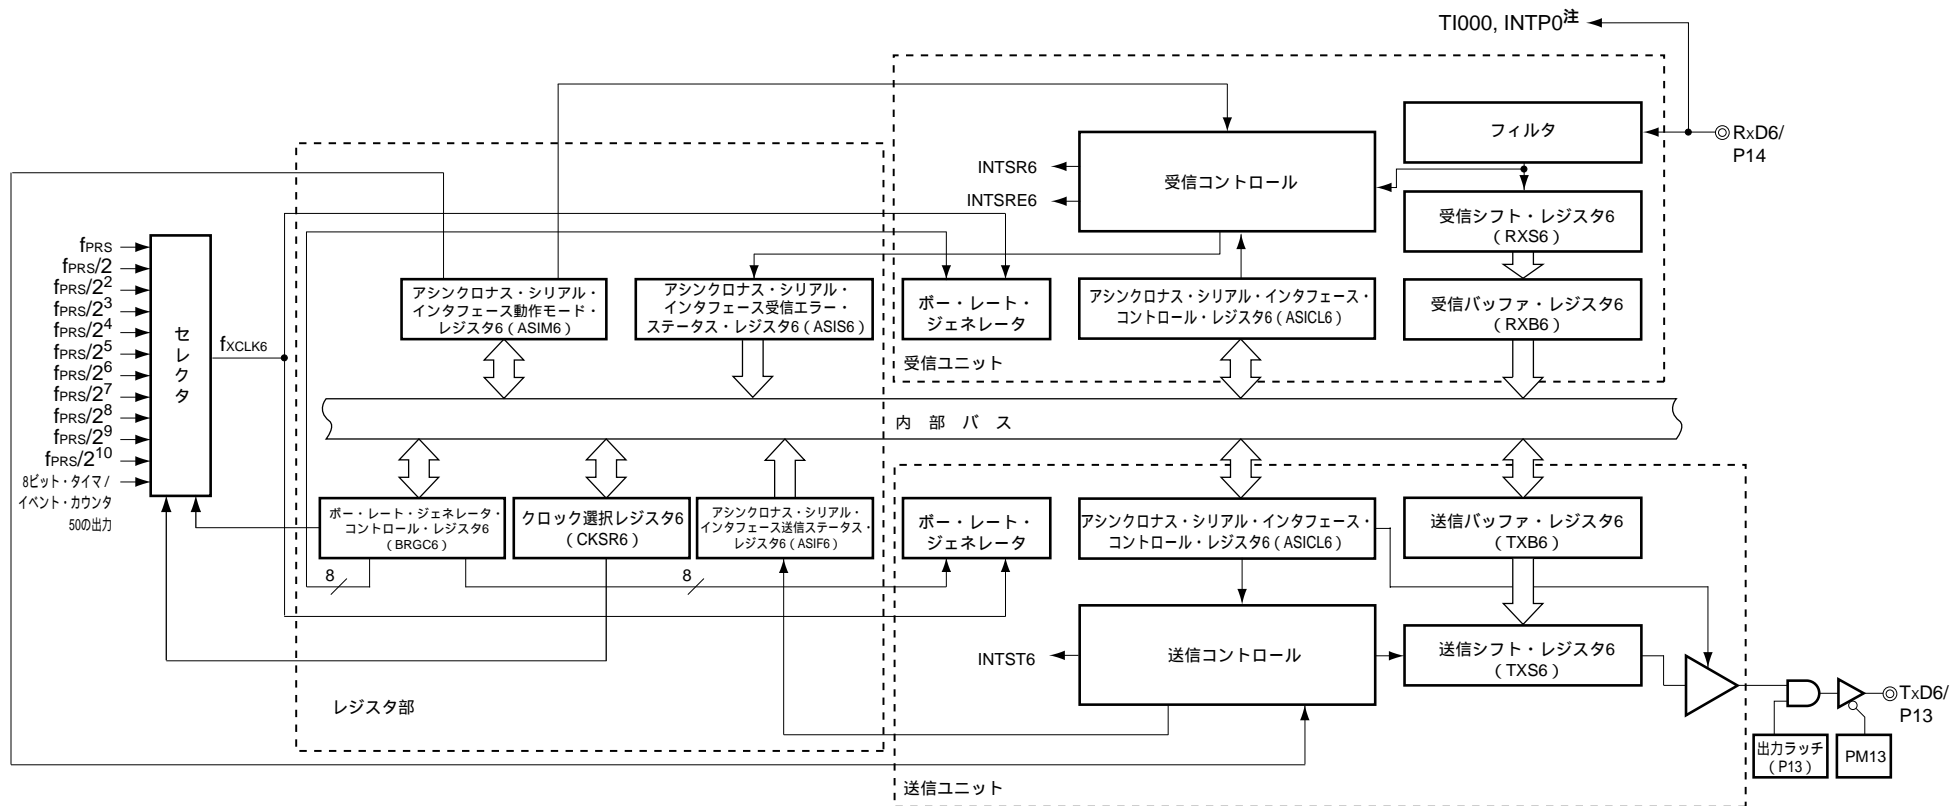 TI000, INTP0注
フィルタ
RxD6/
P14
INTSR6
INTSRE6
受信コントロール
受信シフト・レジスタ6
(RXS6)
fPRS
fPRS/2
fPRS/2²
fPRS/2³
fPRS/2⁴
fPRS/2⁵
fPRS/2⁶
fPRS/2⁷
fPRS/2⁸
fPRS/2⁹
fPRS/2¹⁰
8ビット・タイマ/
イベント・カウンタ
50の出力
セレクタ
fXCLK6
アシンクロナス・シリアル・
インタフェース動作モード・
レジスタ6(ASIM6)
アシンクロナス・シリアル・
インタフェース受信エラー・
ステータス・レジスタ6(ASIS6)
ボー・レート・
ジェネレータ
アシンクロナス・シリアル・インタフェース・
コントロール・レジスタ6(ASICL6)
受信バッファ・レジスタ6
(RXB6)
受信ユニット
内部バス
ボー・レート・ジェネレータ・
コントロール・レジスタ6
(BRGC6)
クロック選択レジスタ6
(CKSR6)
アシンクロナス・シリアル・
インタフェース送信ステータス・
レジスタ6(ASIF6)
ボー・レート・
ジェネレータ
アシンクロナス・シリアル・インタフェース・
コントロール・レジスタ6(ASICL6)
送信バッファ・レジスタ6
(TXB6)
8
8
INTST6
送信コントロール
送信シフト・レジスタ6
(TXS6)
レジスタ部
TxD6/
P13
出力ラッチ
(P13)
PM13
送信ユニット